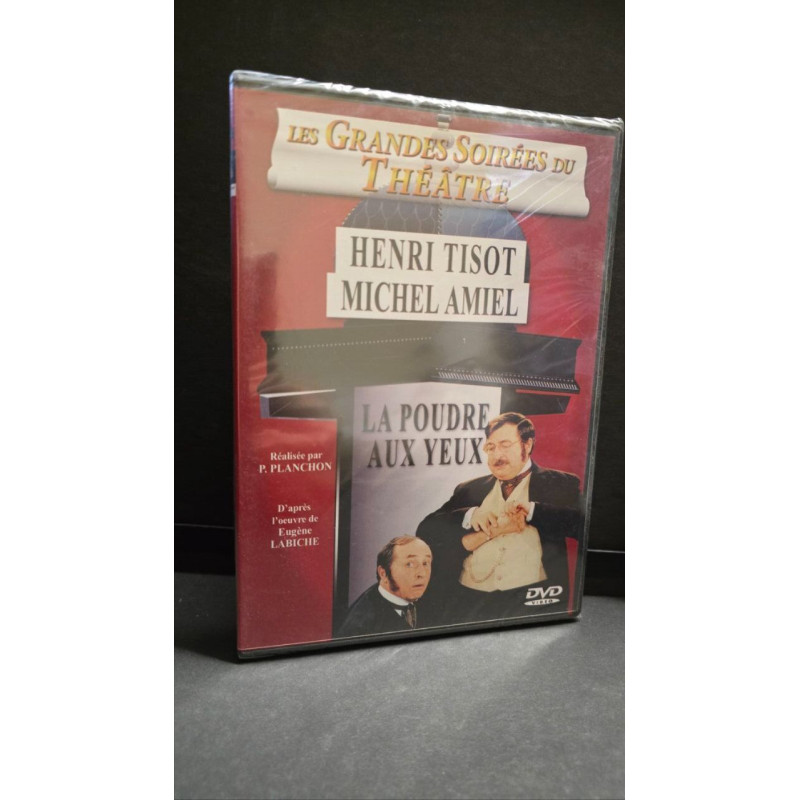 LES GRANDES SOIRÉES DU
THÉÂTRE
HENRI TISOT
MICHEL AMIEL
LA POUDRE
AUX YEUX
Réalisée par
P. PLANCHON
D'après
l'oeuvre de
Eugène
LABICHE
DVD
VIDEO